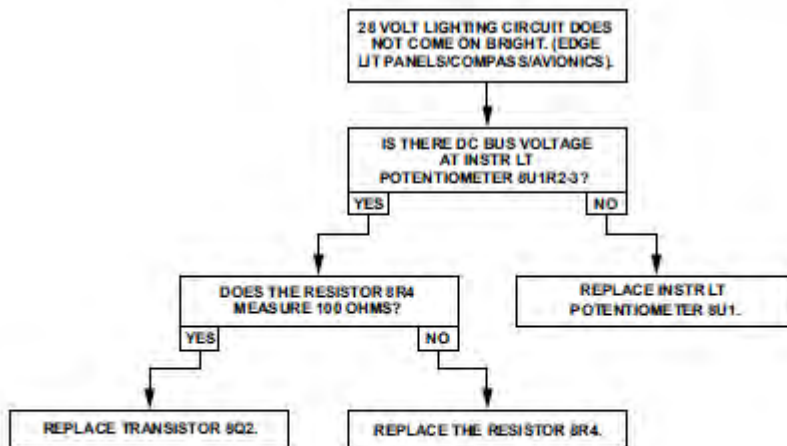 28 VOLT LIGHTING CIRCUIT DOES
NOT COME ON BRIGHT. (EDGE
LIT PANELS/COMPASS/AVIONICS).
IS THERE DC BUS VOLTAGE
AT INSTR LT
POTENTIOMETER 8U1R2-3?
YES
NO
DOES THE RESISTOR 8R4
MEASURE 100 OHMS?
YES
NO
REPLACE INSTR LT
POTENTIOMETER 8U1.
REPLACE TRANSISTOR 8Q2.
REPLACE THE RESISTOR 8R4.